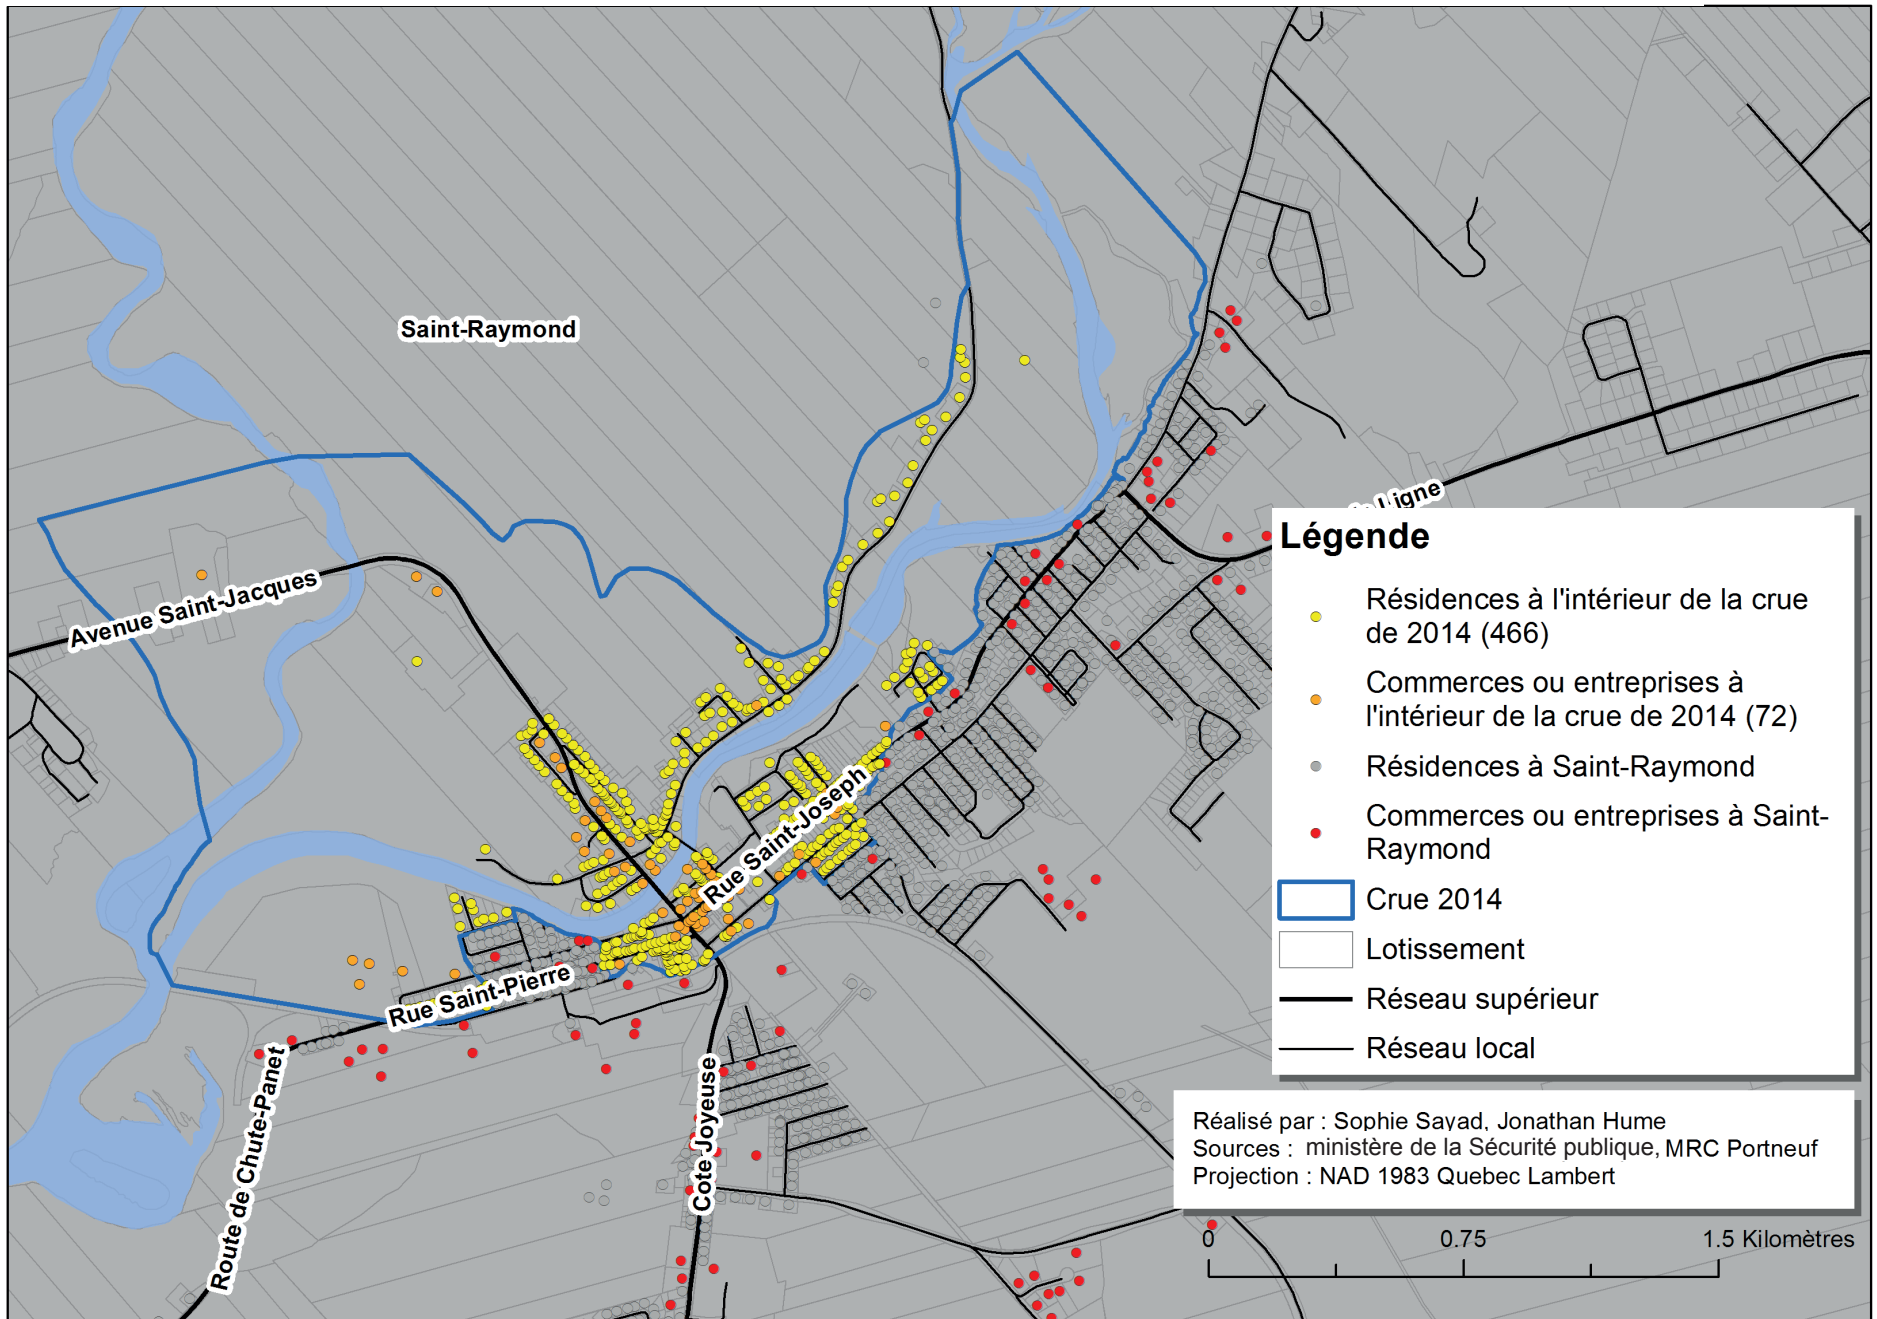 Saint-Raymond
Ligne
Avenue Saint-Jacques
Rue Saint-Joseph
Rue Saint-Pierre
Route de Chute-Panet
Cote Joyeuse
Légende
Résidences à l'intérieur de la crue
de 2014 (466)
Commerces ou entreprises à
l'intérieur de la crue de 2014 (72)
Résidences à Saint-Raymond
Commerces ou entreprises à Saint-
Raymond
Crue 2014
Lotissement
Réseau supérieur
Réseau local
Réalisé par : Sophie Sayad, Jonathan Hume
Sources : ministère de la Sécurité publique, MRC Portneuf
Projection : NAD 1983 Quebec Lambert
0 0.75 1.5 Kilomètres